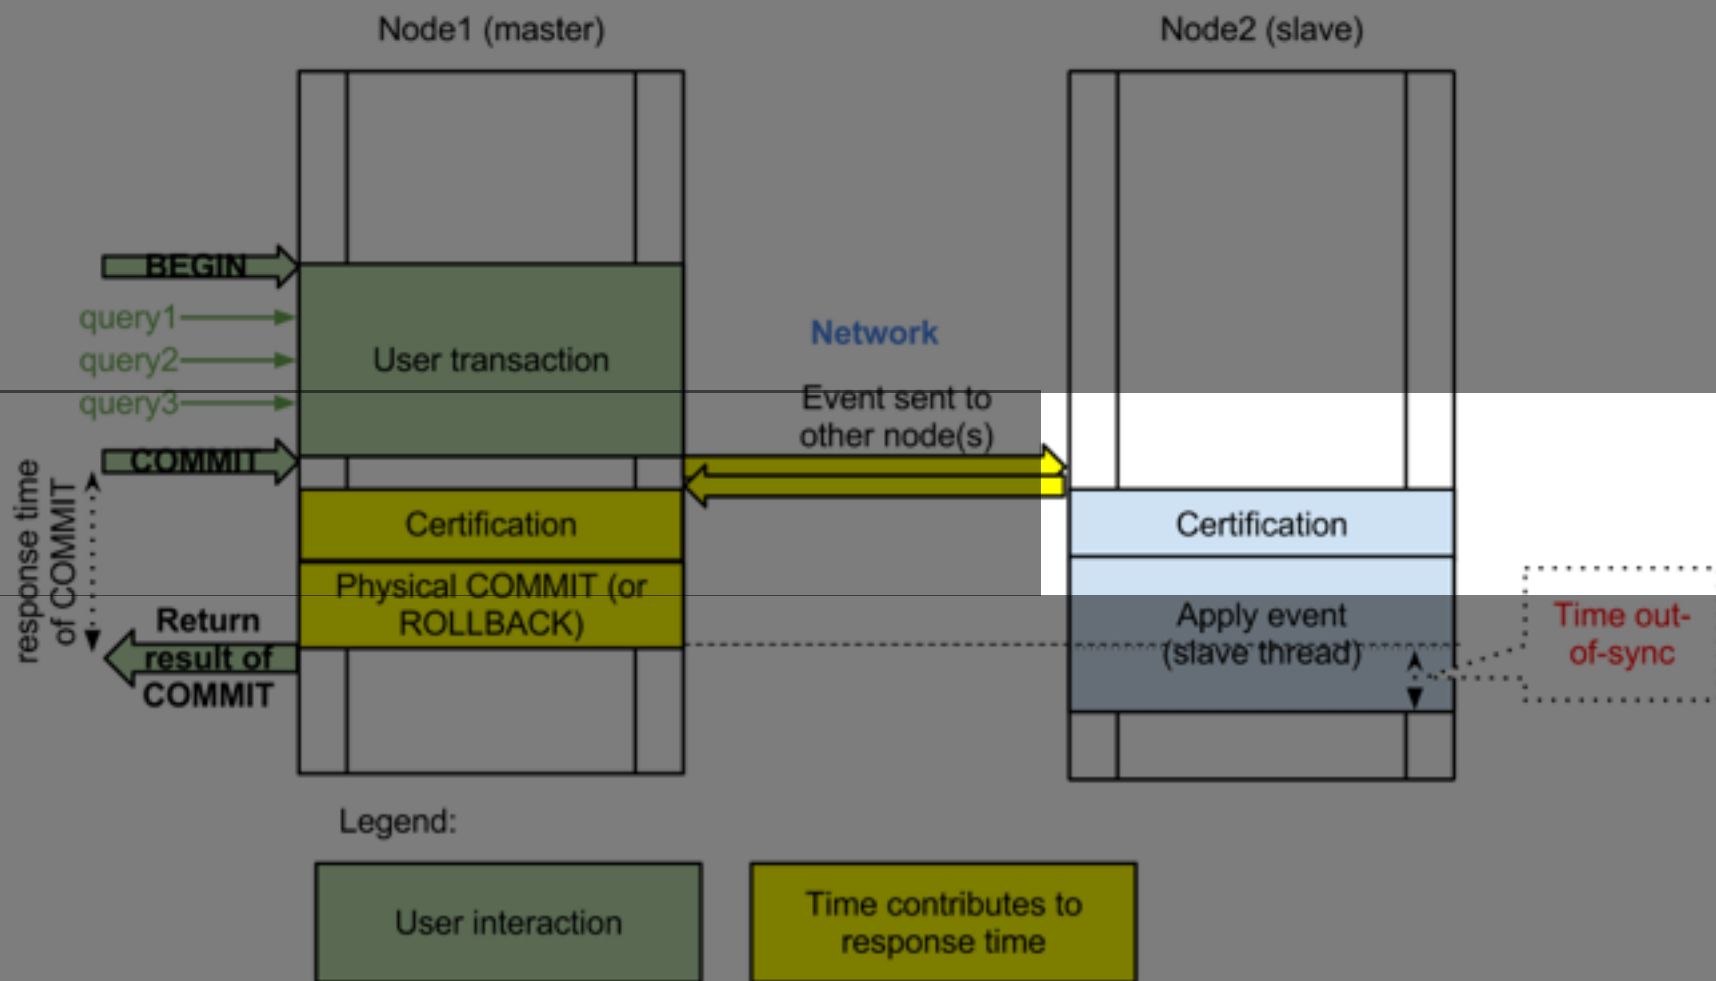 Node1 (master)
Node2 (slave)
BEGIN
query1
query2
query3
COMMIT
User transaction
Network
Event sent to
other node(s)
response time
of COMMIT
Certification
Physical COMMIT (or
ROLLBACK)
Return
result of
COMMIT
Certification
Apply event
(slave thread)
Time out-
of-sync
Legend:
User interaction
Time contributes to
response time